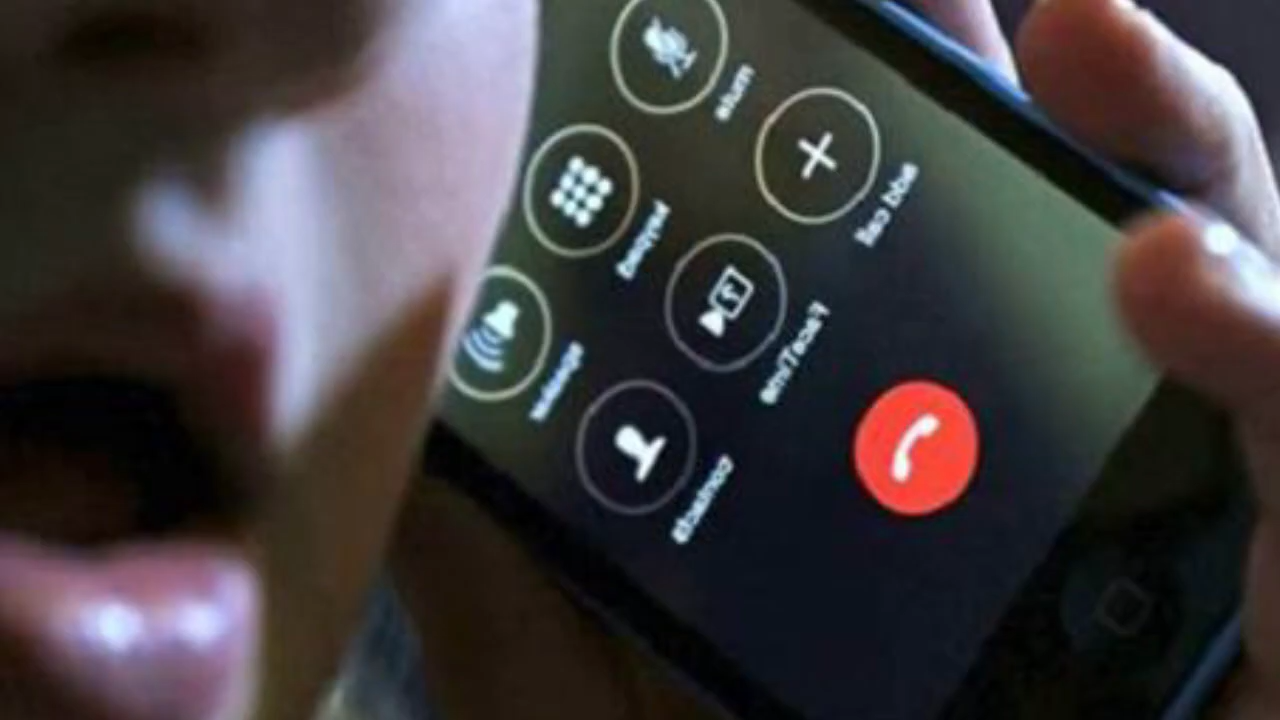 mute
keypad
speaker
add call
FaceTime
contacts